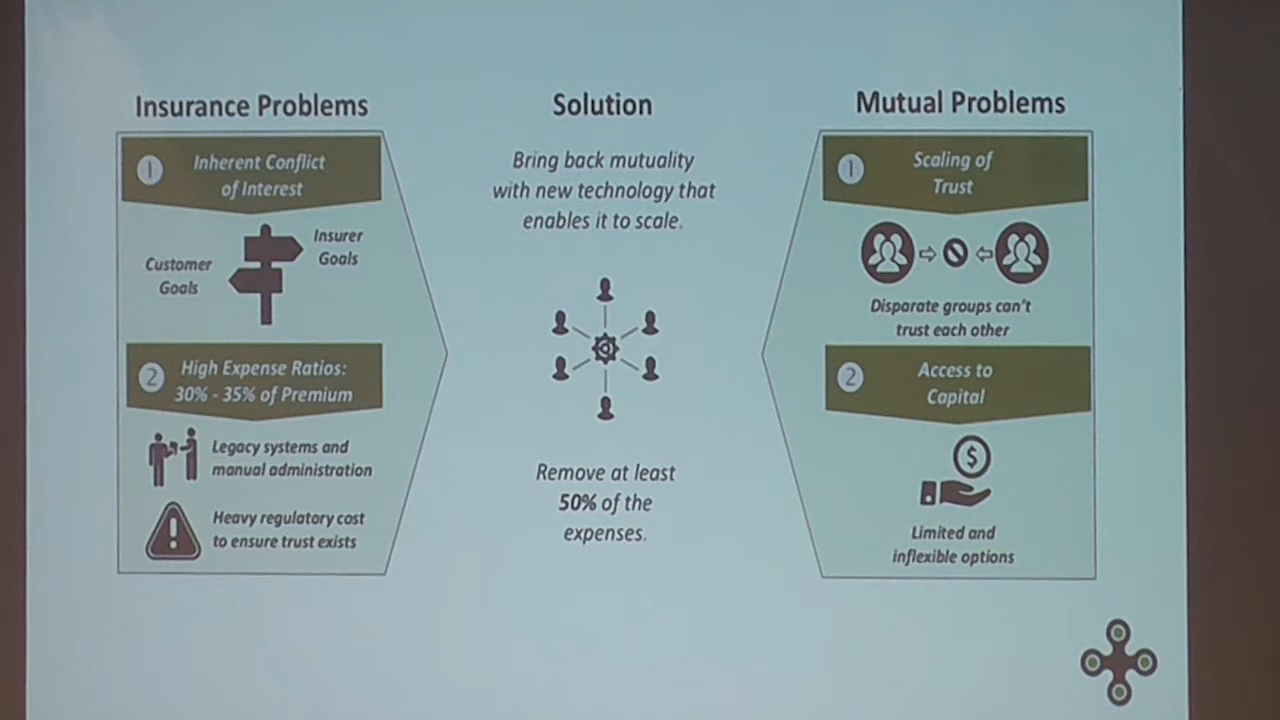 Insurance Problems
1
Inherent Conflict
of Interest
Customer
Goals
Insurer
Goals
2
High Expense Ratios:
30% - 35% of Premium
Legacy systems and
manual administration
Heavy regulatory cost
to ensure trust exists
Solution
Bring back mutuality
with new technology that
enables it to scale.
Remove at least
50% of the
expenses.
Mutual Problems
1
Scaling of
Trust
Disparate groups can't
trust each other
2
Access to
Capital
$
Limited and
inflexible options